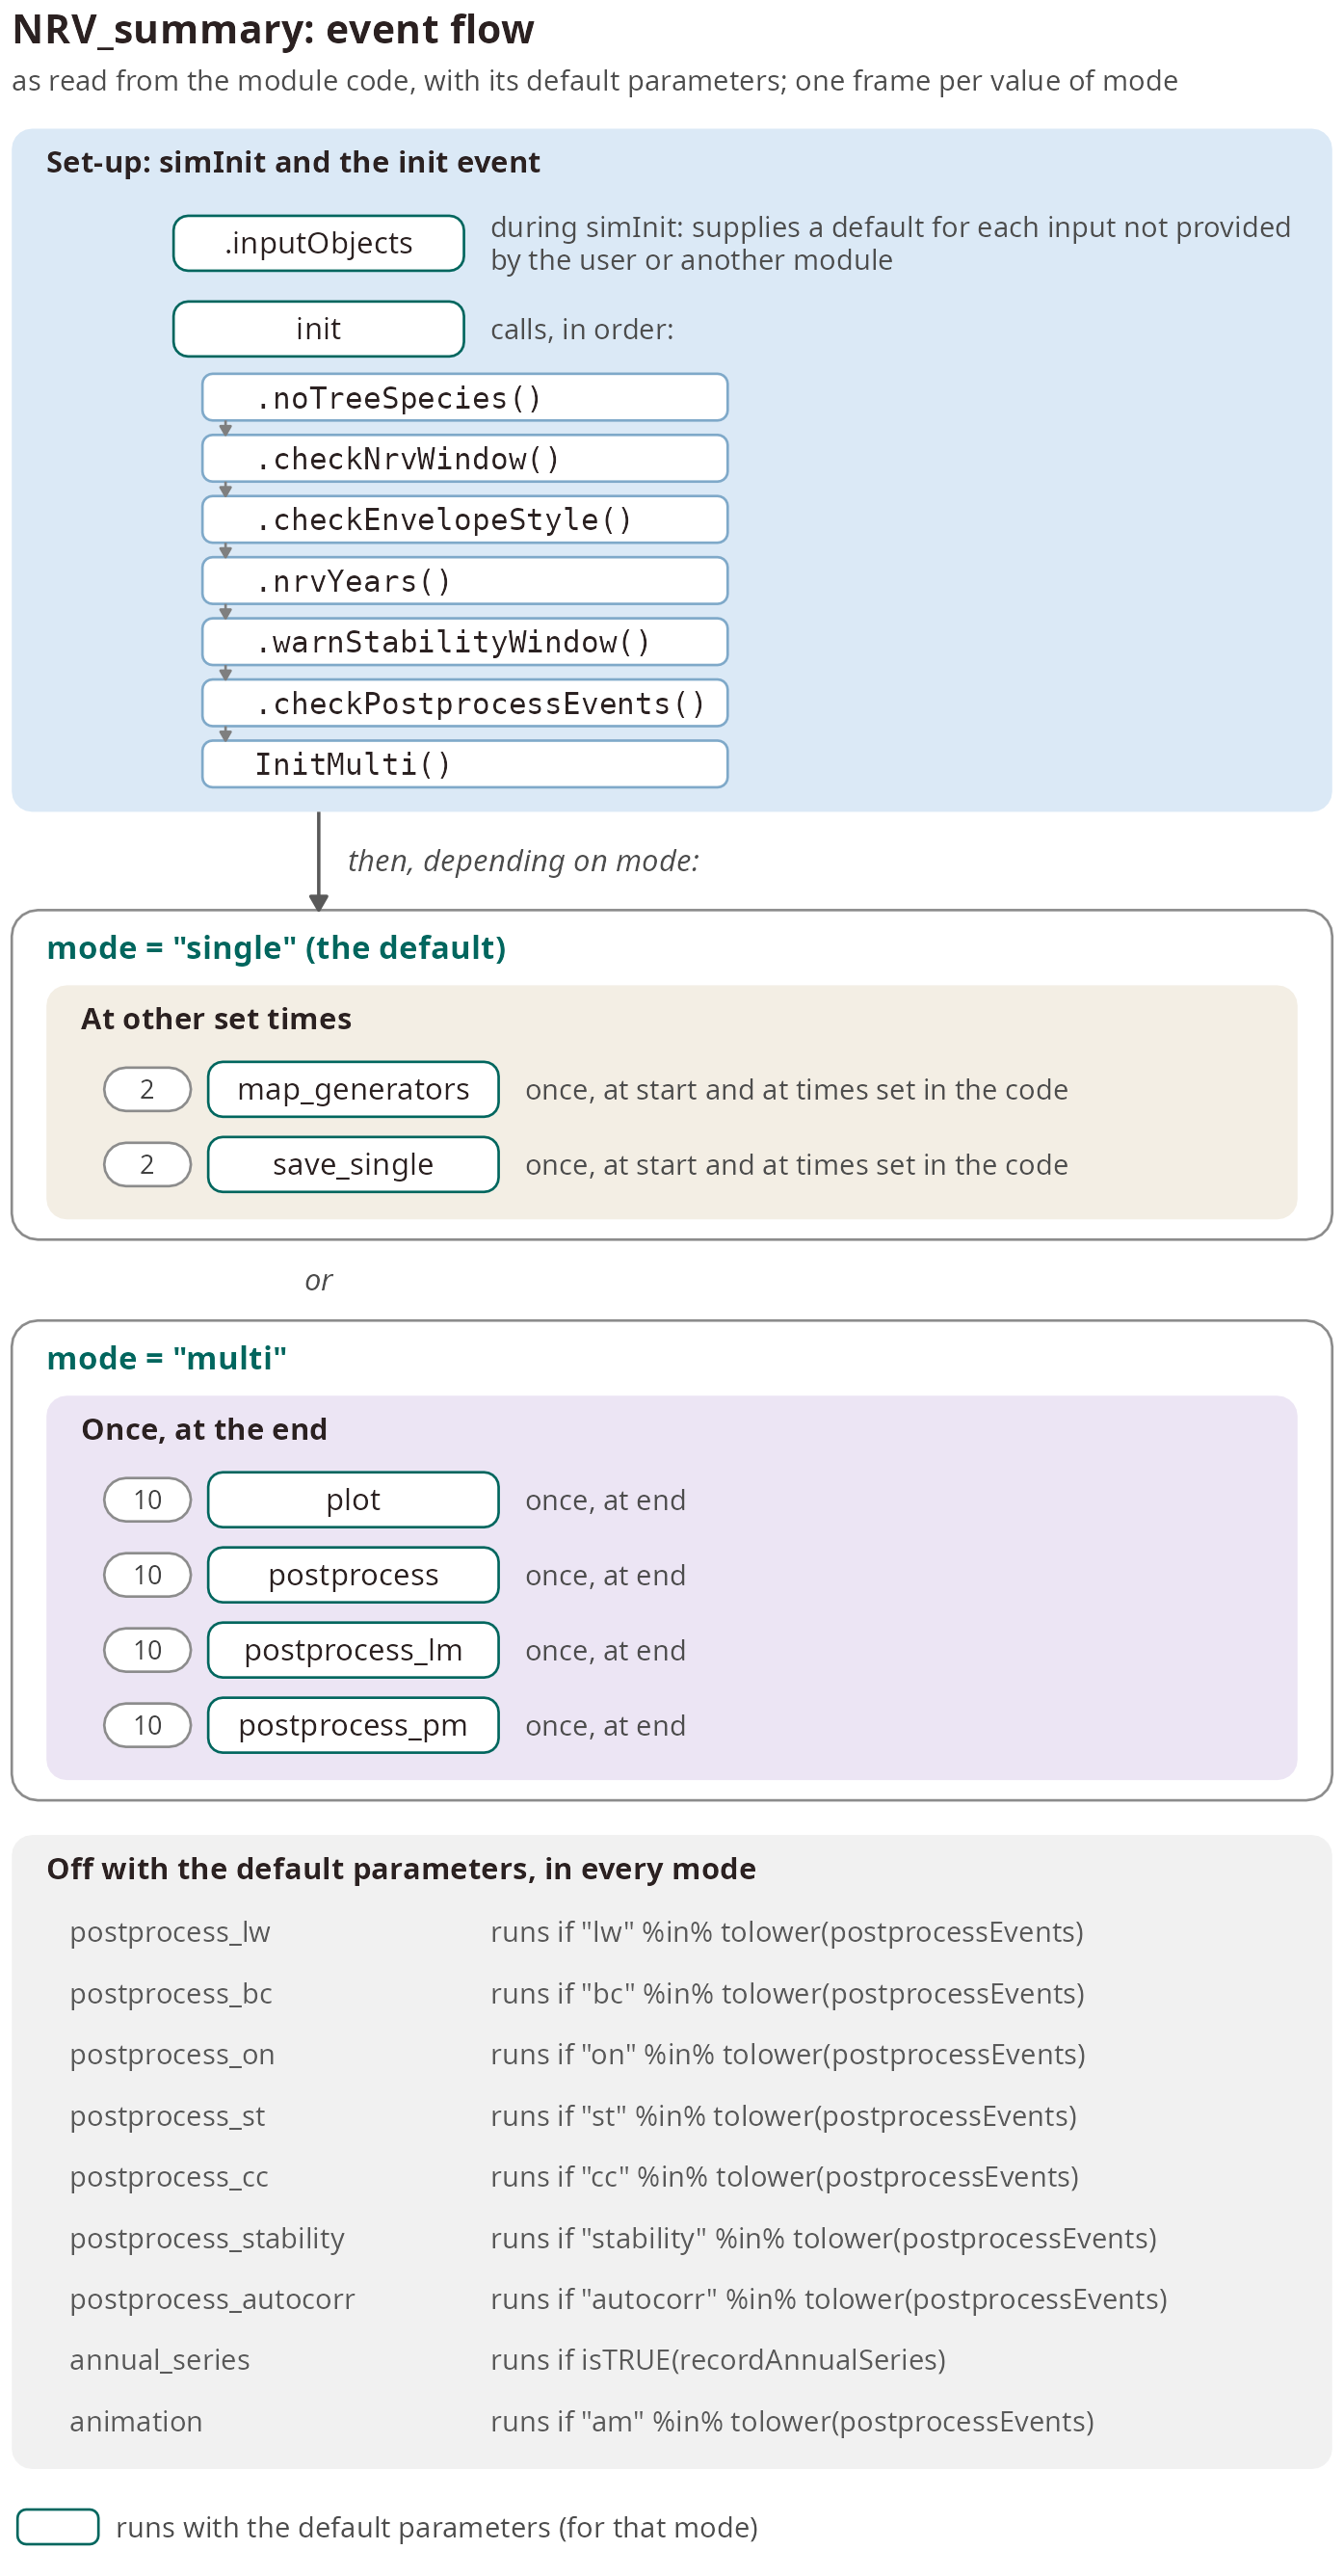 NRV_summary: event flow
as read from the module code, with its default parameters; one frame per value of mode
Set-up: simInit and the init event
.inputObjects
during simInit: supplies a default for each input not provided
by the user or another module
init
calls, in order:
.noTreeSpecies()
.checkNrvWindow()
.checkEnvelopeStyle()
.nrvYears()
.warnStabilityWindow()
.checkPostprocessEvents()
InitMulti()
then, depending on mode:
mode = "single" (the default)
At other set times
2 map_generators once, at start and at times set in the code
2 save_single once, at start and at times set in the code
or
mode = "multi"
Once, at the end
10 plot once, at end
10 postprocess once, at end
10 postprocess_lm once, at end
10 postprocess_pm once, at end
Off with the default parameters, in every mode
postprocess_lw runs if "lw" %in% tolower(postprocessEvents)
postprocess_bc runs if "bc" %in% tolower(postprocessEvents)
postprocess_on runs if "on" %in% tolower(postprocessEvents)
postprocess_st runs if "st" %in% tolower(postprocessEvents)
postprocess_cc runs if "cc" %in% tolower(postprocessEvents)
postprocess_stability runs if "stability" %in% tolower(postprocessEvents)
postprocess_autocorr runs if "autocorr" %in% tolower(postprocessEvents)
annual_series runs if isTRUE(recordAnnualSeries)
animation runs if "am" %in% tolower(postprocessEvents)
runs with the default parameters (for that mode)